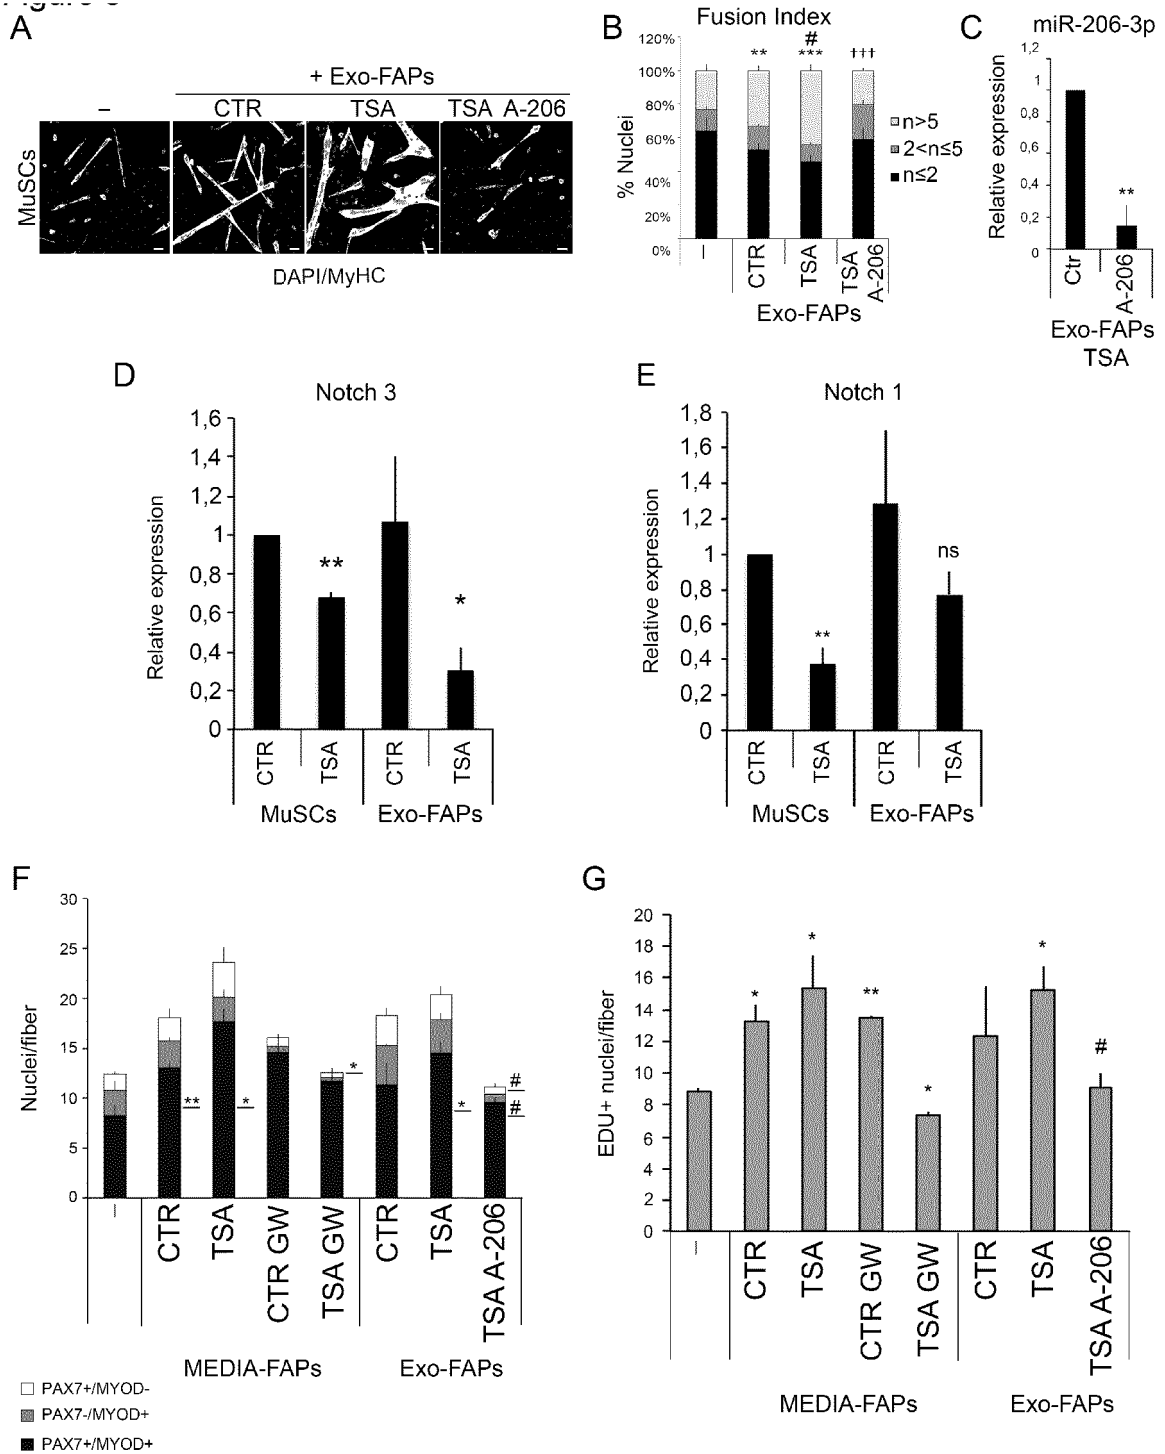 A
+ Exo-FAPs
– CTR TSA TSA A-206
MuSCs
DAPI/MyHC
B
Fusion Index
% Nuclei
120%
100%
80%
60%
40%
20%
0%
** # *** †††
n>5
2<n≤5
n≤2
– CTR TSA TSA A-206
Exo-FAPs
C
miR-206-3p
Relative expression
1,2
1
0,8
0,6
0,4
0,2
0
**
Ctr A-206
Exo-FAPs
TSA
D
Notch 3
Relative expression
1,6
1,4
1,2
1
0,8
0,6
0,4
0,2
0
** *
CTR TSA CTR TSA
MuSCs Exo-FAPs
E
Notch 1
Relative expression
1,8
1,6
1,4
1,2
1
0,8
0,6
0,4
0,2
0
** ns
CTR TSA CTR TSA
MuSCs Exo-FAPs
F
Nuclei/fiber
30
25
20
15
10
5
0
** * * * # #
– CTR TSA CTR GW TSA GW CTR TSA TSA A-206
MEDIA-FAPs Exo-FAPs
PAX7+/MYOD-
PAX7-/MYOD+
PAX7+/MYOD+
G
EDU+ nuclei/fiber
20
18
16
14
12
10
8
6
4
2
0
* * ** * * #
– CTR TSA CTR GW TSA GW CTR TSA TSA A-206
MEDIA-FAPs Exo-FAPs